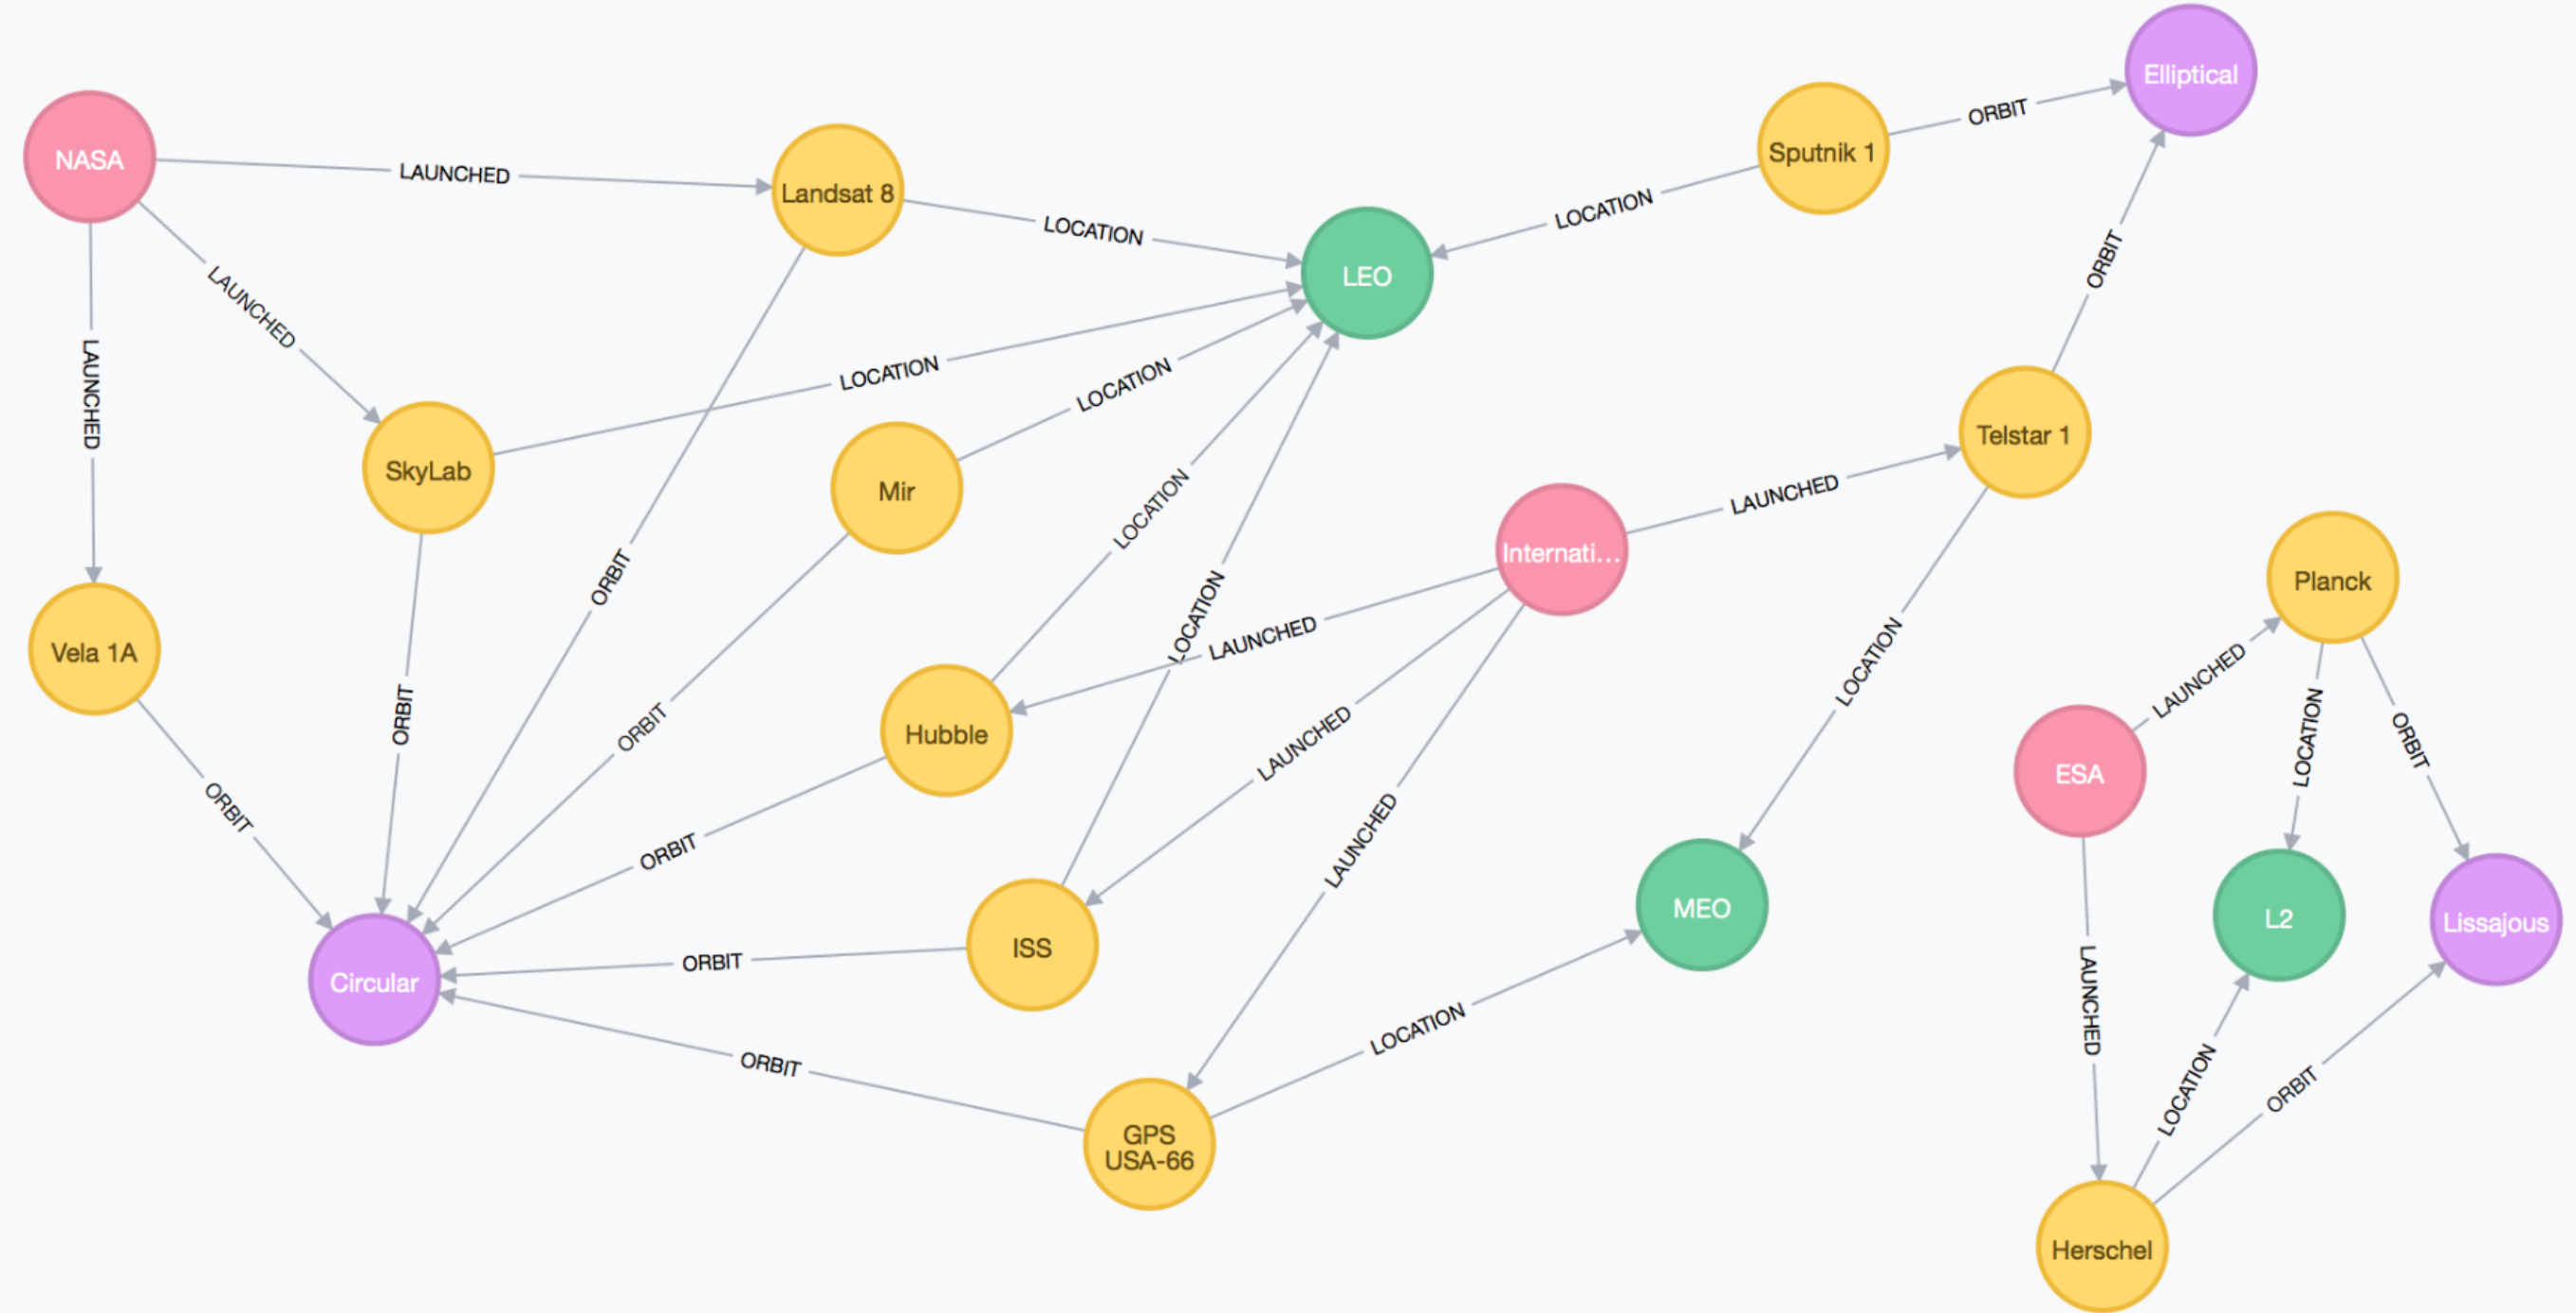 Elliptical
ORBIT
Sputnik 1
NASA
LAUNCHED
Landsat 8
LOCATION
LOCATION
LEO
ORBIT
LAUNCHED
LAUNCHED
LOCATION
LOCATION
SkyLab
Mir
Telstar 1
LAUNCHED
LOCATION
Internati...
ORBIT
LOCATION
Planck
Vela 1A
LAUNCHED
LOCATION
LAUNCHED
ORBIT
ORBIT
Hubble
LAUNCHED
LOCATION
ORBIT
ESA
ORBIT
ORBIT
LAUNCHED
MEO
L2
Lissajous
ISS
ORBIT
Circular
LAUNCHED
LOCATION
ORBIT
LOCATION
ORBIT
GPS
USA-66
Herschel